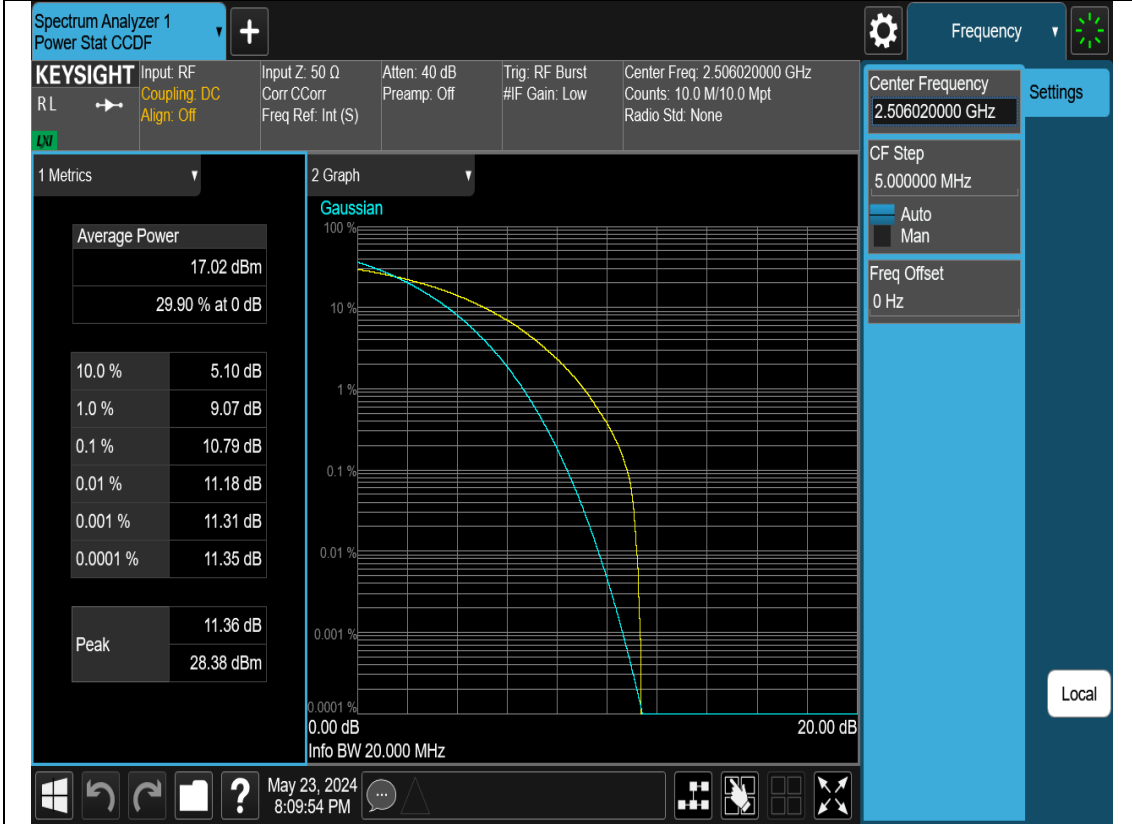 Spectrum Analyzer 1
Power Stat CCDF
+
Frequency
KEYSIGHT
RL
LXI
Input: RF
Coupling: DC
Align: Off
Input Z: 50 Ω
Corr CCorr
Freq Ref: Int (S)
Atten: 40 dB
Preamp: Off
Trig: RF Burst
#IF Gain: Low
Center Freq: 2.506020000 GHz
Counts: 10.0 M/10.0 Mpt
Radio Std: None
Center Frequency
2.506020000 GHz
Settings
CF Step
5.000000 MHz
Auto
Man
Freq Offset
0 Hz
1 Metrics
Average Power
17.02 dBm
29.90 % at 0 dB
10.0 % 5.10 dB
1.0 % 9.07 dB
0.1 % 10.79 dB
0.01 % 11.18 dB
0.001 % 11.31 dB
0.0001 % 11.35 dB
Peak
11.36 dB
28.38 dBm
2 Graph
Gaussian
100 %
10 %
1 %
0.1 %
0.01 %
0.001 %
0.0001 %
0.00 dB 20.00 dB
Info BW 20.000 MHz
Local
?
May 23, 2024
8:09:54 PM